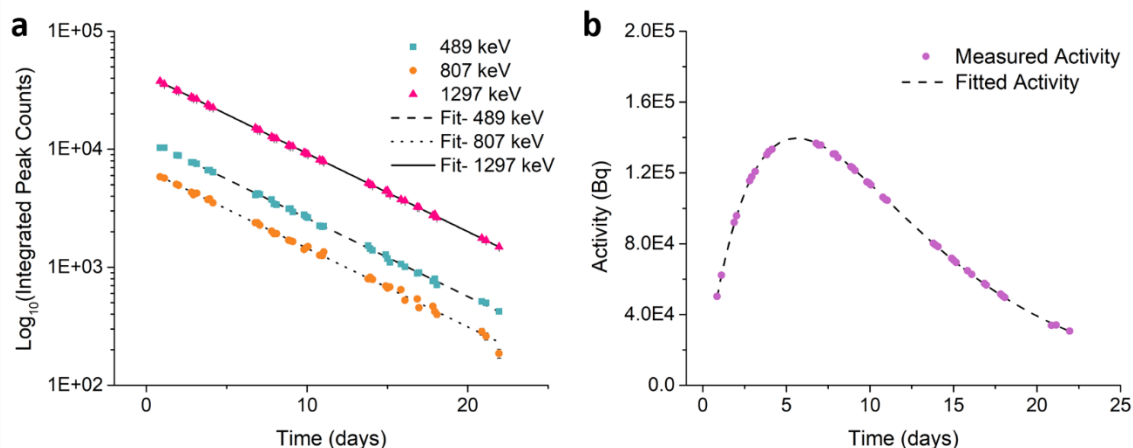 a
1E+05
1E+04
1E+03
1E+02
Log10(Integrated Peak Counts)
489 keV
807 keV
1297 keV
Fit- 489 keV
Fit- 807 keV
Fit- 1297 keV
0
10
20
Time (days)
b
2.0E5
1.6E5
1.2E5
8.0E4
4.0E4
0.0
Activity (Bq)
Measured Activity
Fitted Activity
0
5
10
15
20
25
Time (days)